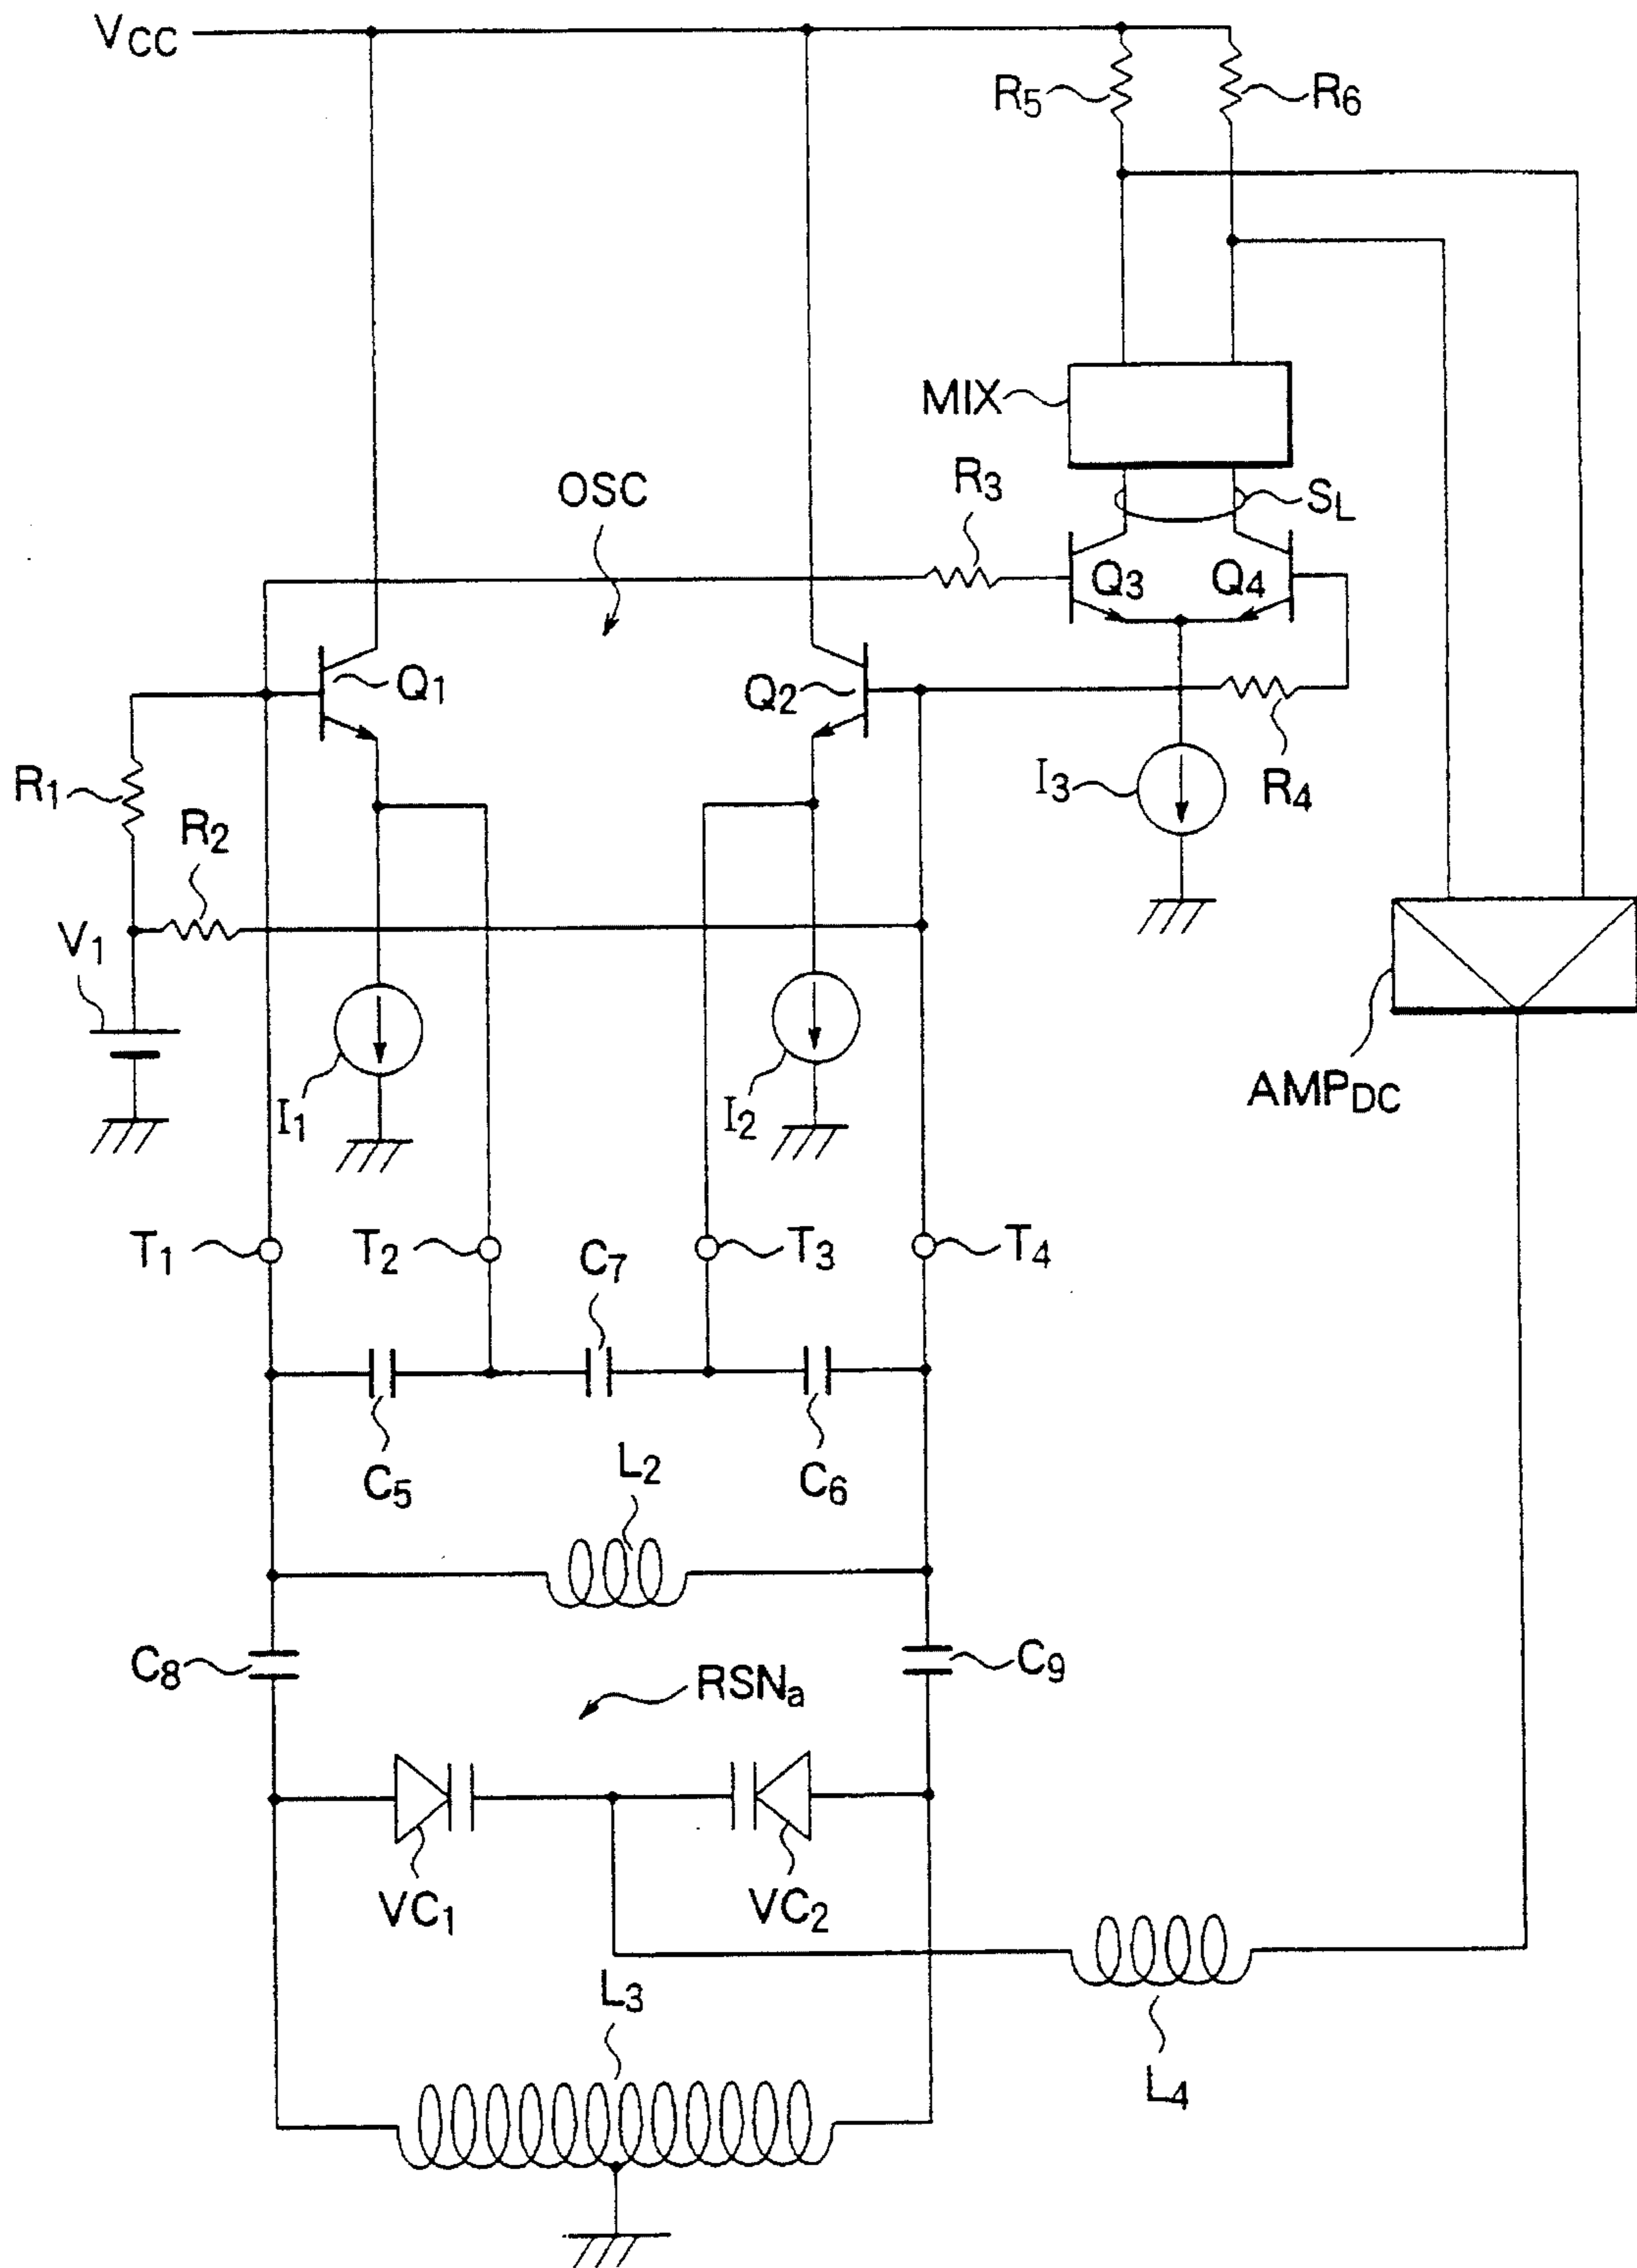 VCC
R5
R6
MIX
OSC
R3
SL
Q3
Q4
Q1
Q2
R1
R2
I3
R4
V1
I1
I2
AMPDC
T1
T2
C7
T3
T4
C5
L2
C6
C8
RSNa
C9
VC1
VC2
L3
L4